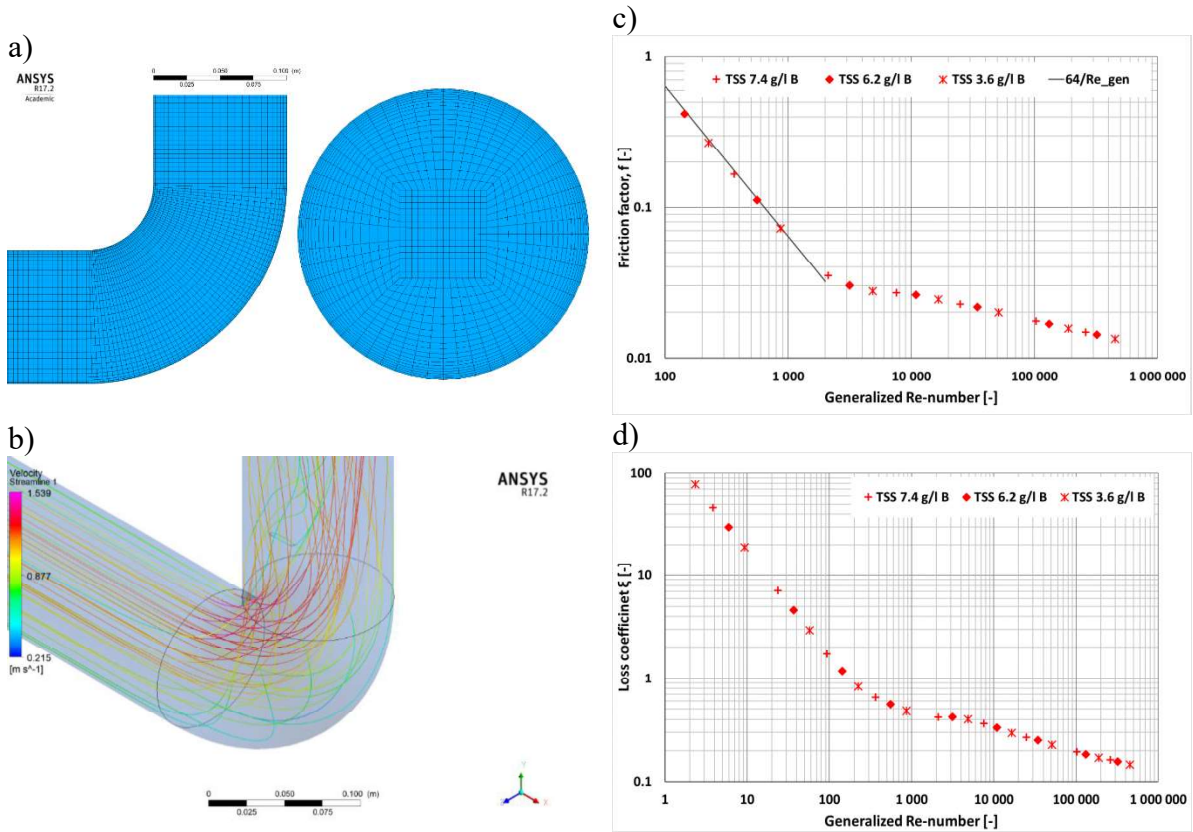 a)
ANSYS
R17.2
Academic
0 0.050 0.100 (m)
0.025 0.075
b)
Velocity
Streamline 1
1.539
0.877
0.215
[m s^-1]
ANSYS
R17.2
0 0.050 0.100 (m)
0.025 0.075
Y
Z X
c)
1
0.1
0.01
Friction factor, f [-]
TSS 7.4 g/l B TSS 6.2 g/l B TSS 3.6 g/l B 64/Re_gen
100 1 000 10 000 100 000 1 000 000
Generalized Re-number [-]
d)
100
10
1
0.1
Loss coefficinet ξ [-]
TSS 7.4 g/l B TSS 6.2 g/l B TSS 3.6 g/l B
1 10 100 1 000 10 000 100 000 1 000 000
Generalized Re-number [-]